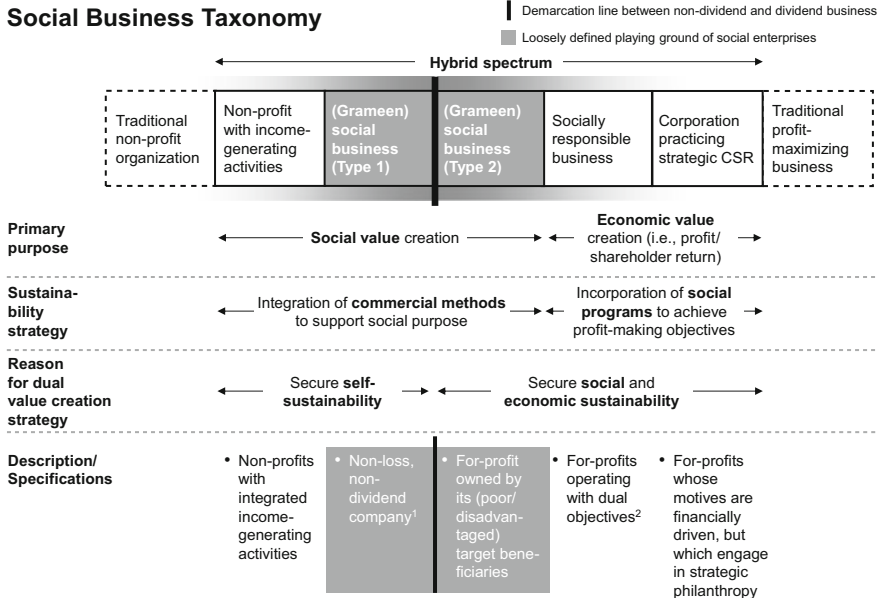 Social Business Taxonomy
Demarcation line between non-dividend and dividend business
Loosely defined playing ground of social enterprises
Hybrid spectrum
Traditional
non-profit
organization
Non-profit
with income-
generating
activities
(Grameen)
social
business
(Type 1)
(Grameen)
social
business
(Type 2)
Socially
responsible
business
Corporation
practicing
strategic CSR
Traditional
profit-
maximizing
business
Primary
purpose
Social value creation
Economic value
creation (i.e., profit/
shareholder return)
Sustaina-
bility
strategy
Integration of commercial methods
to support social purpose
Incorporation of social
programs to achieve
profit-making objectives
Reason
for dual
value creation
strategy
Secure self-
sustainability
Secure social and
economic sustainability
Description/
Specifications
• Non-profits
with
integrated
income-
generating
activities
• Non-loss,
non-
dividend
company1
• For-profit
owned by
its (poor/
disadvan-
taged)
target bene-
ficiaries
• For-profits
operating
with dual
objectives2
• For-profits
whose
motives are
financially
driven, but
which engage
in strategic
philanthropy